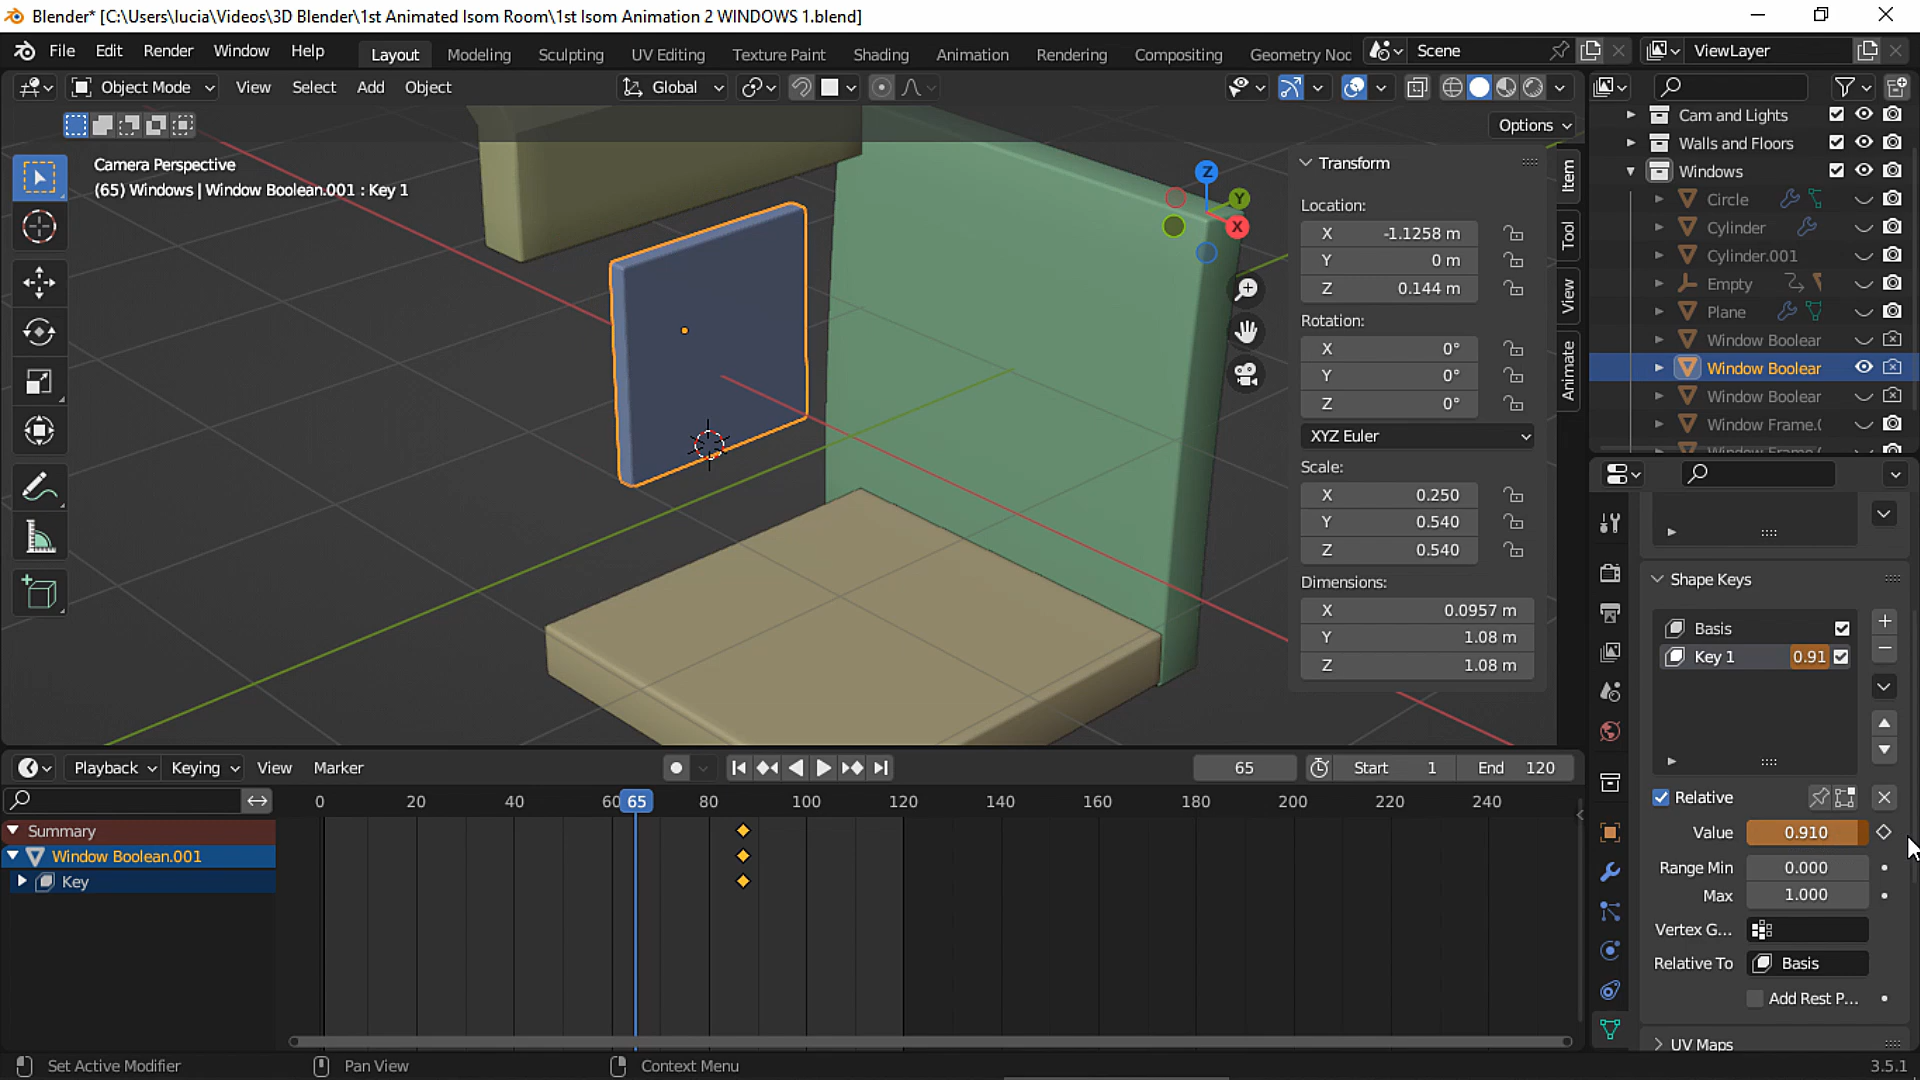 Blender* [C:\Users\lucia\Videos\3D Blender\1st Animated Isom Room\1st Isom Animation 2 WINDOWS 1.blend]
File Edit Render Window Help Layout Modeling Sculpting UV Editing Texture Paint Shading Animation Rendering Compositing Geometry Noc Scene ViewLayer
Object Mode View Select Add Object Global
Options
Camera Perspective
(65) Windows | Window Boolean.001 : Key 1
Z
Y
X
Transform
Location:
X -1.1258 m
Y 0 m
Z 0.144 m
Rotation:
X 0°
Y 0°
Z 0°
XYZ Euler
Scale:
X 0.250
Y 0.540
Z 0.540
Dimensions:
X 0.0957 m
Y 1.08 m
Z 1.08 m
Item
Tool
View
Animate
Cam and Lights
Walls and Floors
Windows
Circle
Cylinder
Cylinder.001
Empty
Plane
Window Boolear
Window Boolear
Window Boolear
Window Frame.(
Shape Keys
Basis
Key 1 0.91
Relative
Value 0.910
Range Min 0.000
Max 1.000
Vertex G...
Relative To Basis
Add Rest P...
UV Maps
Playback Keying View Marker 65 Start 1 End 120
0 20 40 60 65 80 100 120 140 160 180 200 220 240
Summary
Window Boolean.001
Key
Set Active Modifier Pan View Context Menu 3.5.1